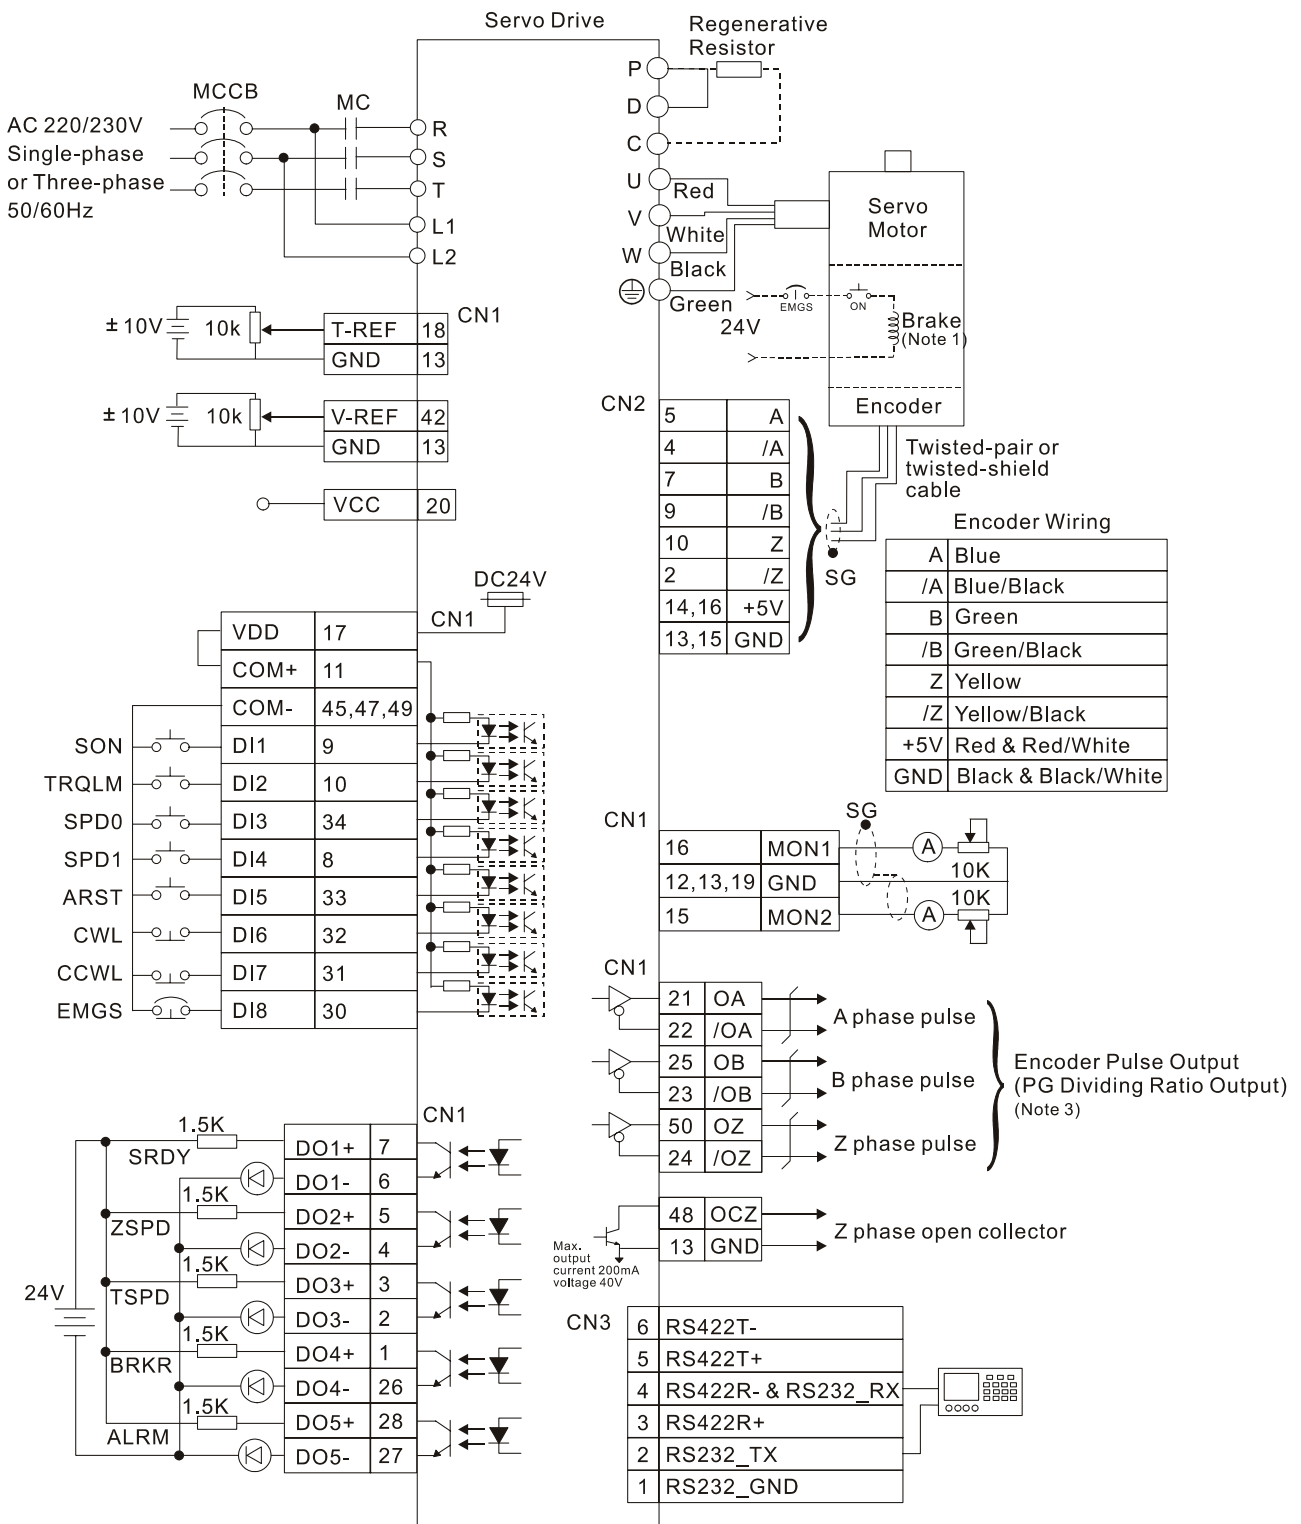 Servo Drive
Regenerative
Resistor
MCCB
MC
AC 220/230V
Single-phase
or Three-phase
50/60Hz
R
S
T
L1
L2
P
D
C
U
V
W
Red
White
Black
Green
Servo
Motor
EMGS
ON
24V
Brake
(Note 1)
Encoder
± 10V
10k
T-REF 18
GND 13
CN1
± 10V
10k
V-REF 42
GND 13
VCC 20
CN2
5 A
4 /A
7 B
9 /B
10 Z
2 /Z
14,16 +5V
13,15 GND
SG
Twisted-pair or
twisted-shield
cable
Encoder Wiring
A Blue
/A Blue/Black
B Green
/B Green/Black
Z Yellow
/Z Yellow/Black
+5V Red & Red/White
GND Black & Black/White
DC24V
CN1
VDD 17
COM+ 11
COM- 45,47,49
SON DI1 9
TRQLM DI2 10
SPD0 DI3 34
SPD1 DI4 8
ARST DI5 33
CWL DI6 32
CCWL DI7 31
EMGS DI8 30
CN1
SG
16 MON1
12,13,19 GND
15 MON2
A
10K
10K
A
CN1
21 OA
22 /OA
25 OB
23 /OB
50 OZ
24 /OZ
A phase pulse
B phase pulse
Z phase pulse
Encoder Pulse Output
(PG Dividing Ratio Output)
(Note 3)
48 OCZ
13 GND
Z phase open collector
Max.
output
current 200mA
voltage 40V
CN1
24V
1.5K
SRDY
DO1+ 7
DO1- 6
1.5K
ZSPD
DO2+ 5
DO2- 4
1.5K
TSPD
DO3+ 3
DO3- 2
1.5K
BRKR
DO4+ 1
DO4- 26
1.5K
ALRM
DO5+ 28
DO5- 27
CN3
6 RS422T-
5 RS422T+
4 RS422R- & RS232_RX
3 RS422R+
2 RS232_TX
1 RS232_GND